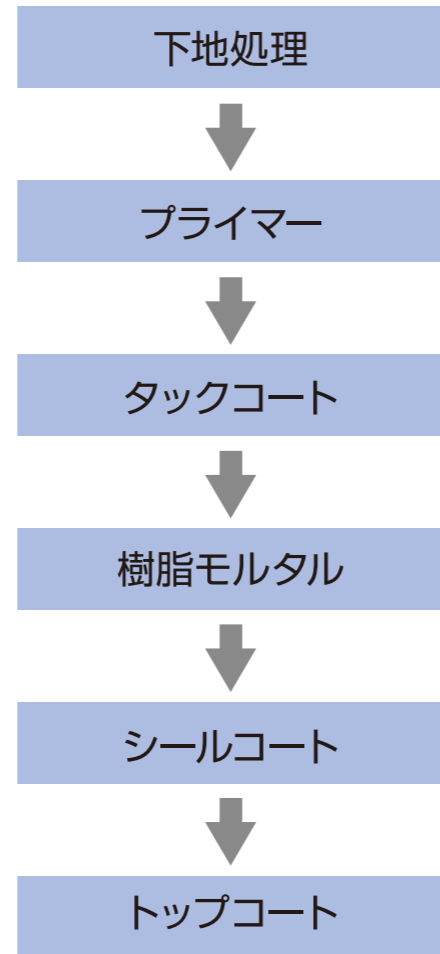 下地処理
プライマー
タックコート
樹脂モルタル
シールコート
トップコート